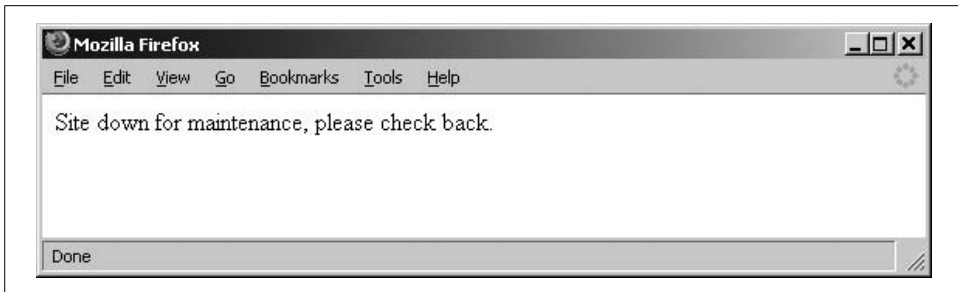 Mozilla Firefox
File Edit View Go Bookmarks Tools Help
Site down for maintenance, please check back.
Done